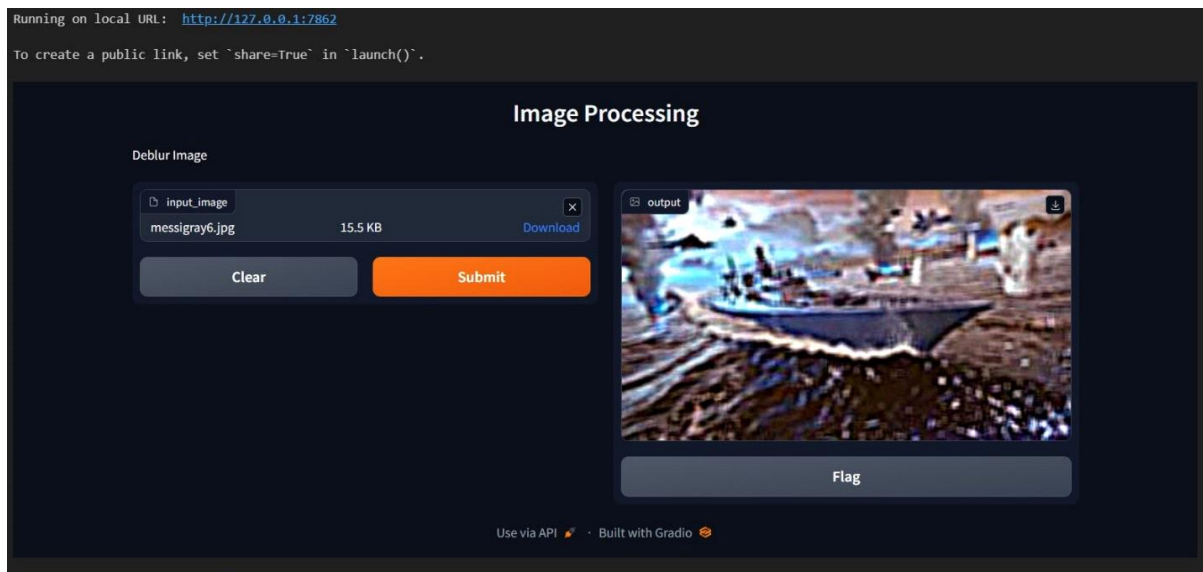 Running on local URL: http://127.0.0.1:7862
To create a public link, set `share=True` in `launch()`.
Image Processing
Deblur Image
input_image
messigray6.jpg 15.5 KB Download
Clear Submit
output
Flag
Use via API · Built with Gradio